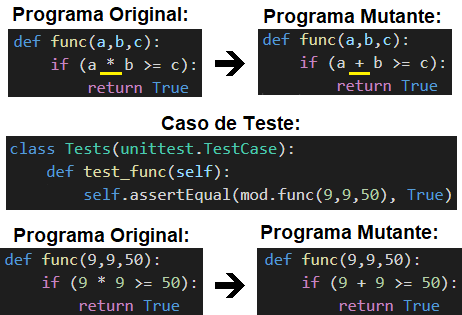 Programa Original: Programa Mutante:
def func(a,b,c): def func(a,b,c):
if (a * b >= c): if (a + b >= c):
return True return True
Caso de Teste:
class Tests(unittest.TestCase):
def test_func(self):
self.assertEqual(mod.func(9,9,50), True)
Programa Original: Programa Mutante:
def func(9,9,50): def func(9,9,50):
if (9 * 9 >= 50): if (9 + 9 >= 50):
return True return True